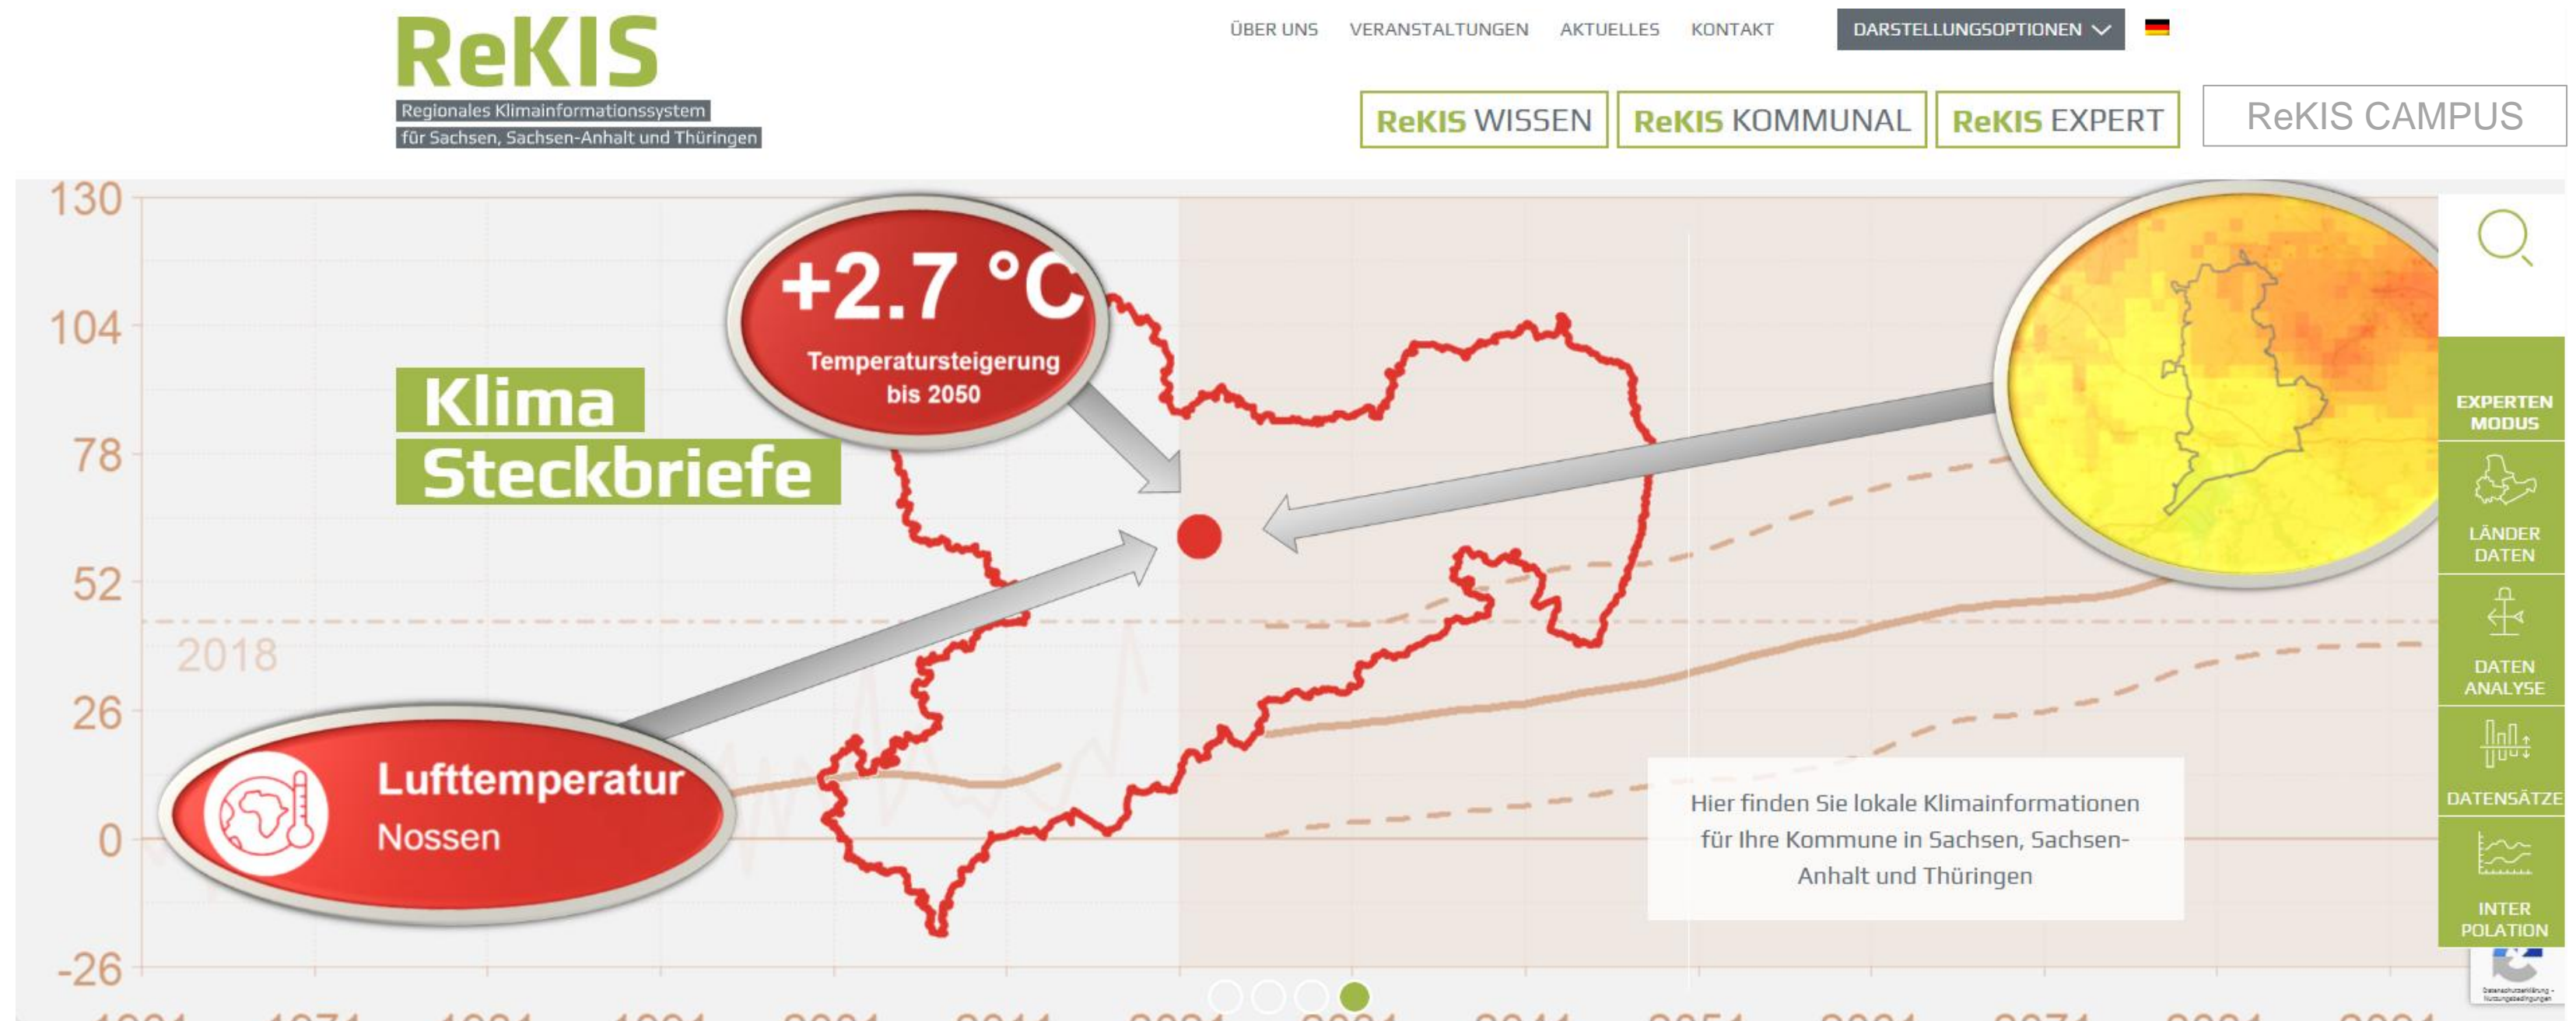 ReKIS
Regionales Klimainformationssystem
für Sachsen, Sachsen-Anhalt und Thüringen
ÜBER UNS VERANSTALTUNGEN AKTUELLES KONTAKT DARSTELLUNGSOPTIONEN
ReKIS WISSEN ReKIS KOMMUNAL ReKIS EXPERT ReKIS CAMPUS
130
104
78
52
26
0
-26
2018
Klima
Steckbriefe
+2.7 °C
Temperatursteigerung
bis 2050
Lufttemperatur
Nossen
Hier finden Sie lokale Klimainformationen
für Ihre Kommune in Sachsen, Sachsen-
Anhalt und Thüringen
EXPERTEN
MODUS
LÄNDER
DATEN
DATEN
ANALYSE
DATENSÄTZE
INTER
POLATION
Datenschutzerklärung -
Nutzungsbedingungen